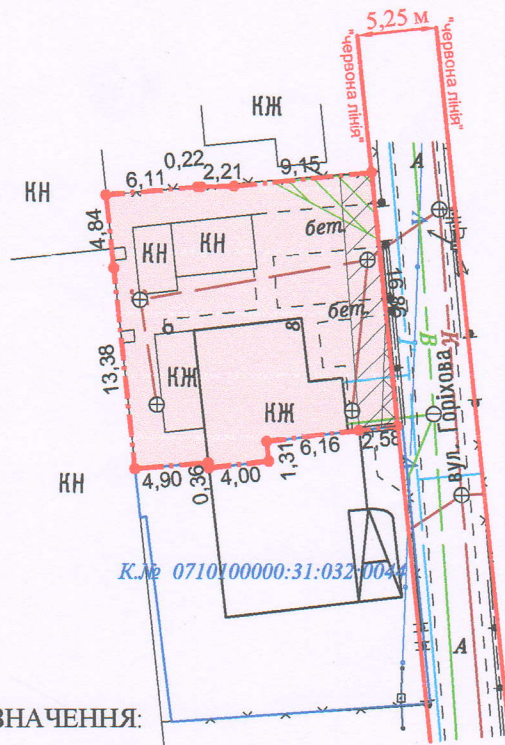 5,25 м
"червона лінія"
"червона лінія"
КЖ
9,15
0,22
2,21
6,11
КН
А
4,84
бет.
КН
КН
16,86
бет.
В
К
9
8
13,38
КЖ
КЖ
вул. Горіхова
2,58
6,16
1,31
4,00
0,36
4,90
КН
К.№ 0710100000:31:032:0044
А
ЗНАЧЕННЯ: